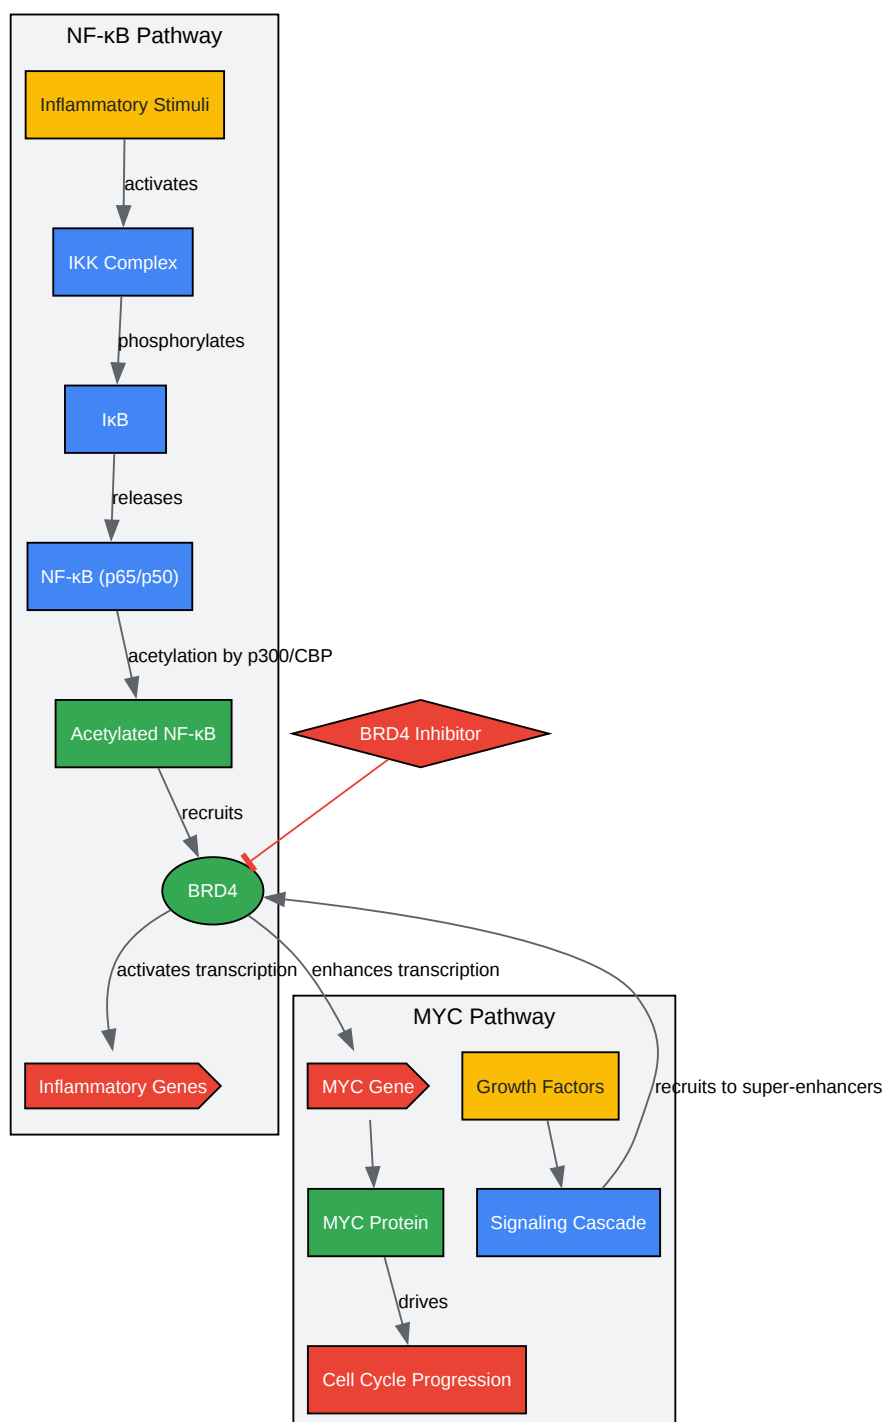 NF-κB Pathway
Inflammatory Stimuli
activates
IKK Complex
phosphorylates
IκB
releases
NF-κB (p65/p50)
acetylation by p300/CBP
Acetylated NF-κB
BRD4 Inhibitor
recruits
BRD4
activates transcription
enhances transcription
MYC Pathway
Inflammatory Genes
MYC Gene
Growth Factors
recruits to super-enhancers
MYC Protein
Signaling Cascade
drives
Cell Cycle Progression